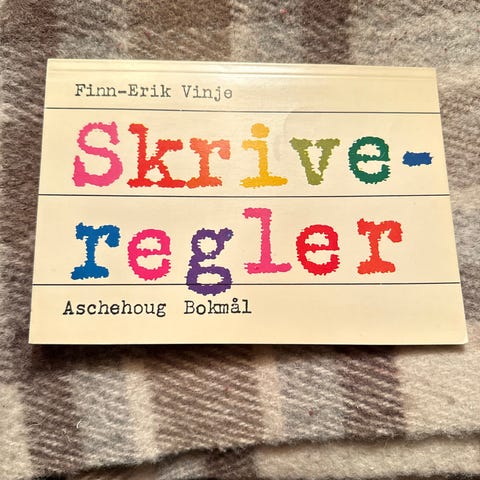 Finn-Erik Vinje
Skrive-
regler
Aschehoug Bokmål